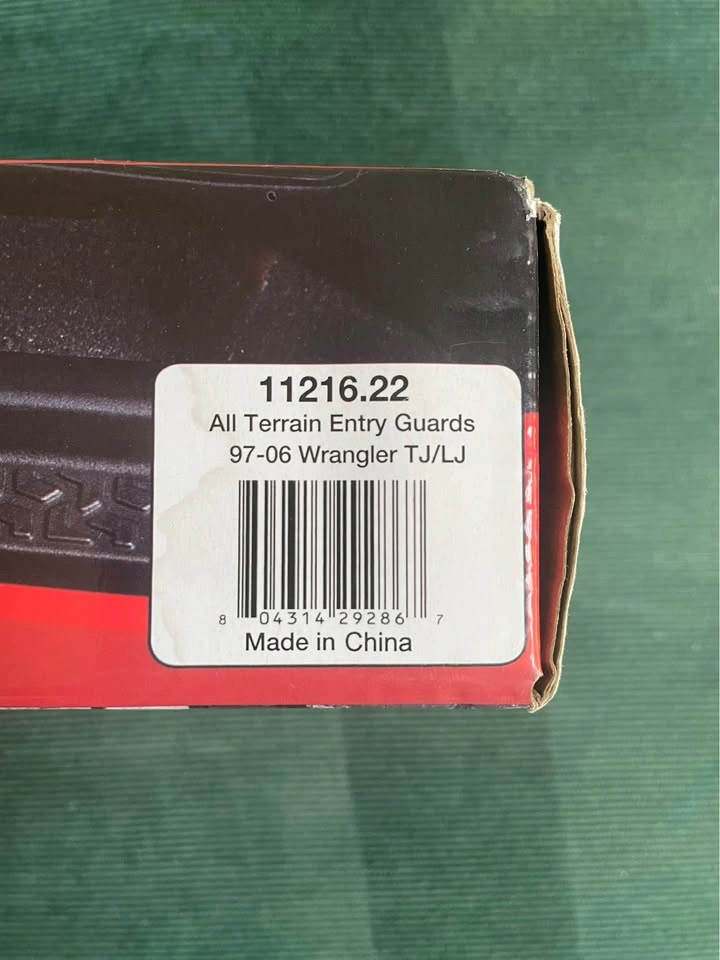 11216.22
All Terrain Entry Guards
97-06 Wrangler TJ/LJ
8 04314 29286 7
Made in China